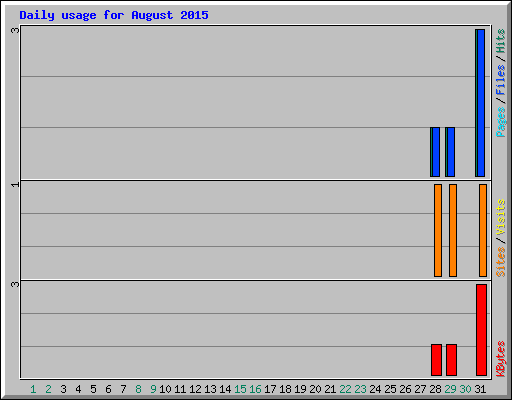 Daily usage for August 2015
3
1
3
Pages / Files / Hits
Sites / Visits
KBytes
1 2 3 4 5 6 7 8 9 10 11 12 13 14 15 16 17 18 19 20 21 22 23 24 25 26 27 28 29 30 31